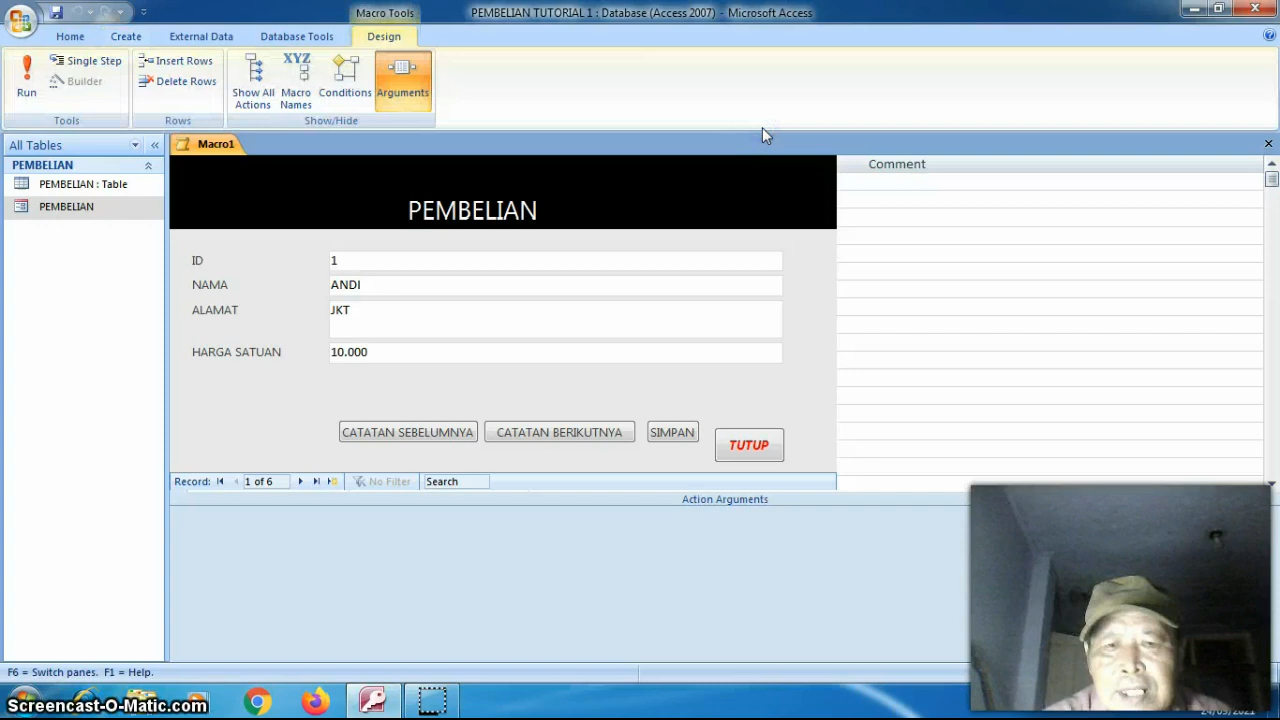 Macro Tools
PEMBELIAN TUTORIAL 1 : Database (Access 2007) - Microsoft Access
Home Create External Data Database Tools Design
Run
Single Step
Builder
Insert Rows
Delete Rows
Show All Actions
Macro Names
Conditions
Arguments
Tools
Rows
Show/Hide
All Tables
Macro1
PEMBELIAN
PEMBELIAN : Table
PEMBELIAN
Comment
PEMBELIAN
ID 1
NAMA ANDI
ALAMAT JKT
HARGA SATUAN 10.000
CATATAN SEBELUMNYA CATATAN BERIKUTNYA SIMPAN TUTUP
Record: 1 of 6 No Filter Search
Action Arguments
F6 = Switch panes. F1 = Help.
Screencast-O-Matic.com